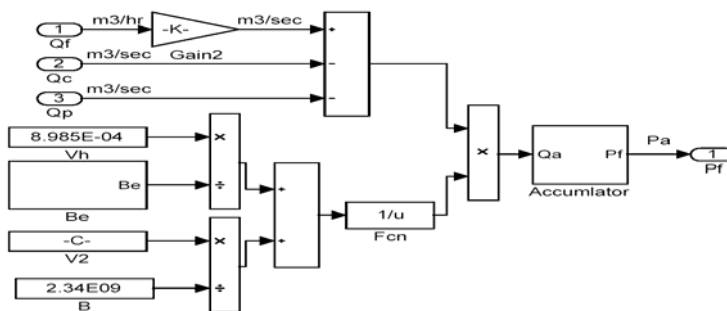 1 m3/hr -K- m3/sec
Qf
Gain2
2 m3/sec
Qc
3 m3/sec
Qp
8.985E-04
Vh
Be
Be
-C-
V2
2.34E09
B
1/u
Fcn
Qa Pf
Accumlator
Pa
1
Pf